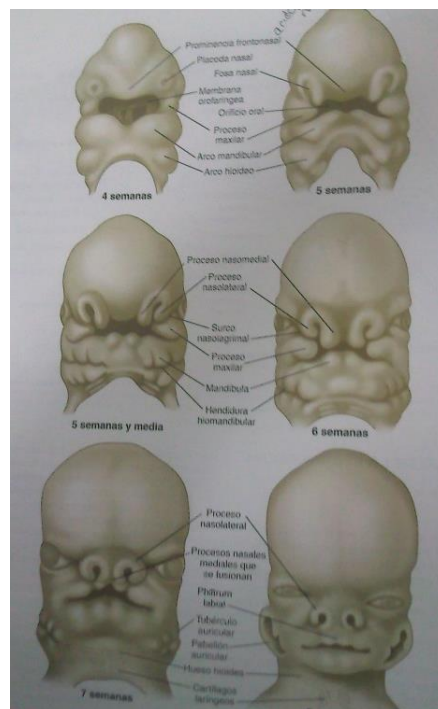 Prominencia frontonasal
Placoda nasal
Fosa nasal
Membrana
orofaríngea
Orificio oral
Proceso
maxilar
Arco mandibular
Arco hioideo
4 semanas
5 semanas
Proceso nasomedial
Proceso
nasolateral
Surco
nasolagrimal
Proceso
maxilar
Mandíbula
Hendidura
hiomandibular
5 semanas y media
6 semanas
Proceso
nasolateral
Procesos nasales
mediales que
se fusionan
Philtrum
labial
Tubérculo
auricular
Pabellón
auricular
Hueso hioides
Cartílagos
laríngeos
7 semanas